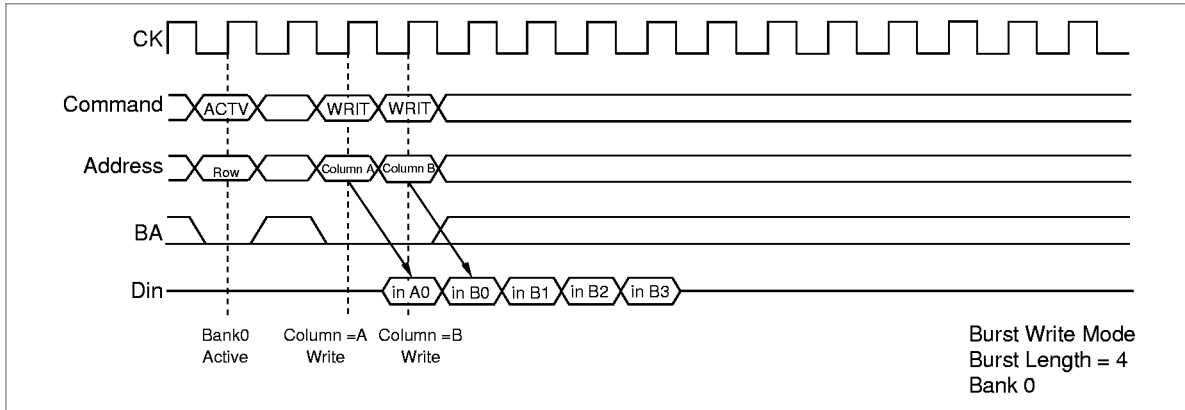 CK
Command ACTV WRIT WRIT
Address Row Column A Column B
BA
Din in A0 in B0 in B1 in B2 in B3
Bank0 Column =A Column =B
Active Write Write
Burst Write Mode
Burst Length = 4
Bank 0